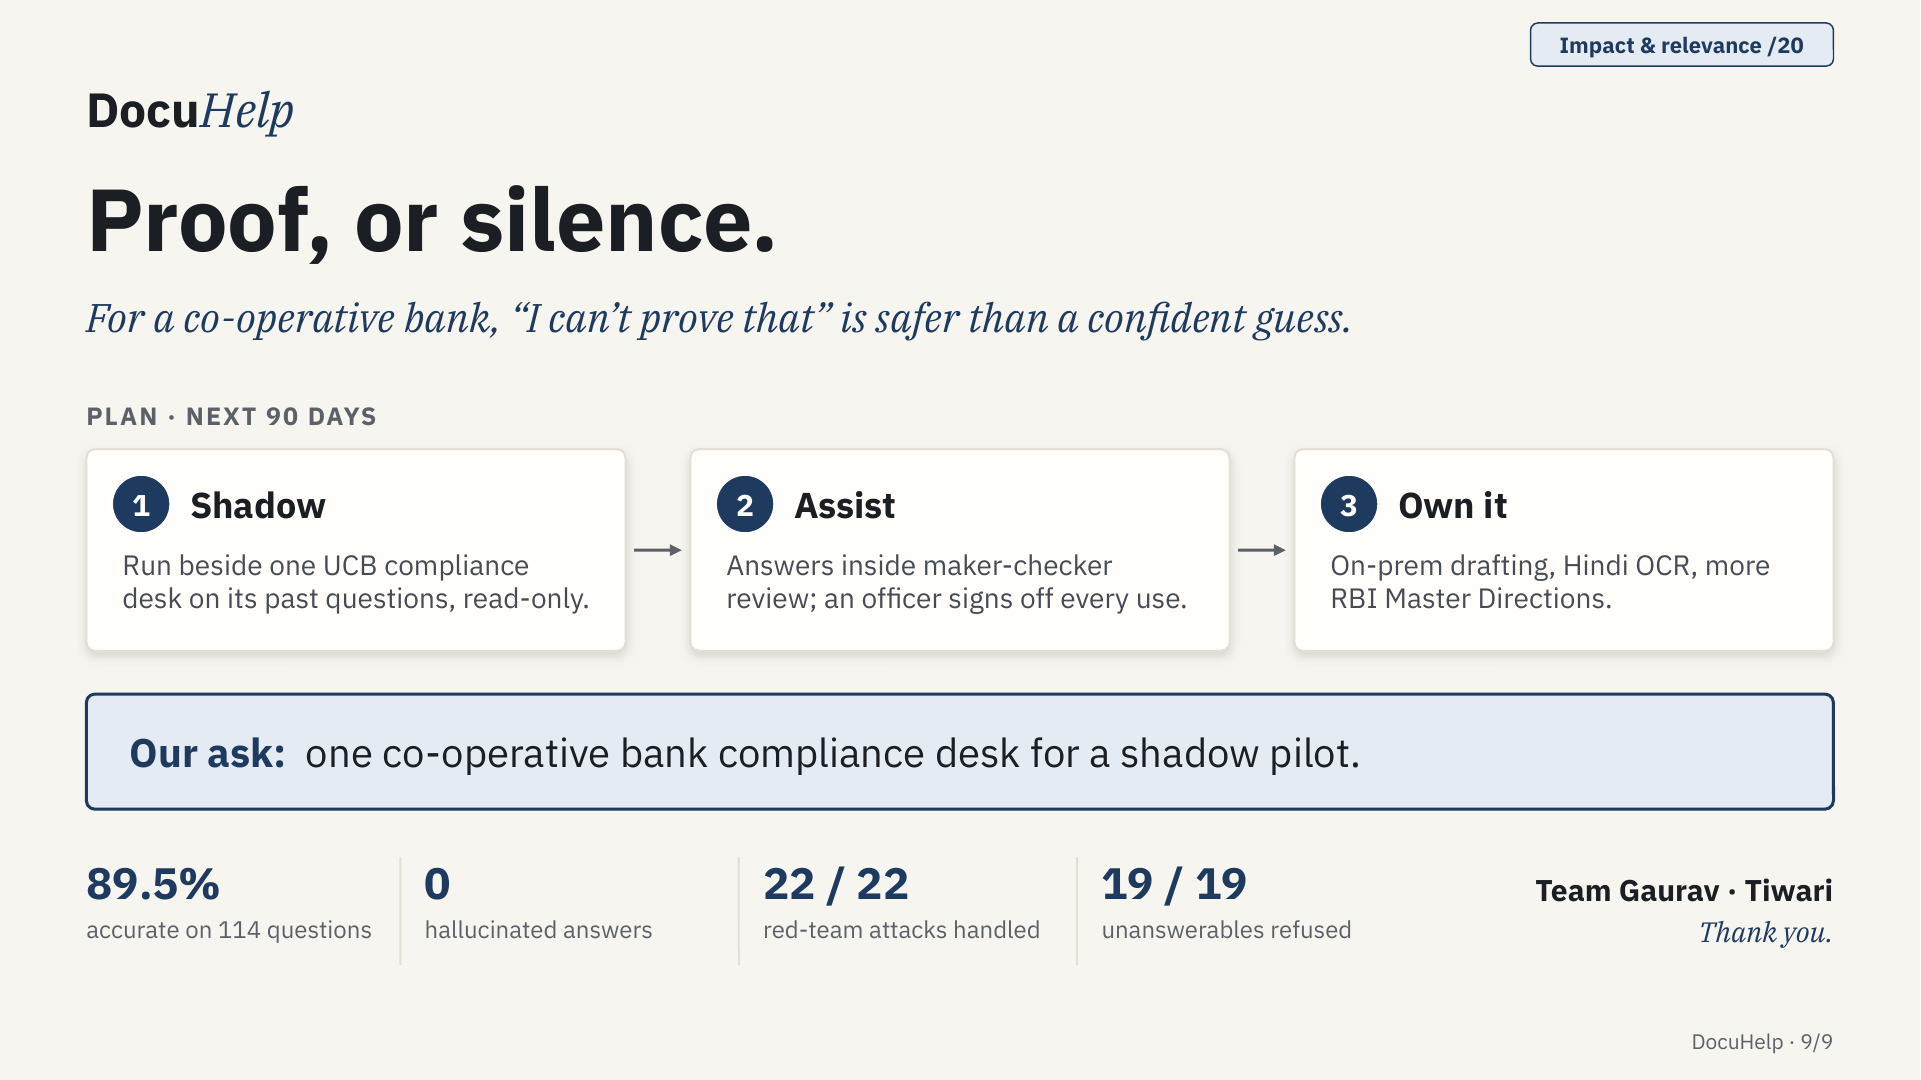 Impact & relevance /20
DocuHelp
Proof, or silence.
For a co-operative bank, “I can’t prove that” is safer than a confident guess.
PLAN · NEXT 90 DAYS
1 Shadow
Run beside one UCB compliance
desk on its past questions, read-only.
2 Assist
Answers inside maker-checker
review; an officer signs off every use.
3 Own it
On-prem drafting, Hindi OCR, more
RBI Master Directions.
Our ask: one co-operative bank compliance desk for a shadow pilot.
89.5%
accurate on 114 questions
0
hallucinated answers
22 / 22
red-team attacks handled
19 / 19
unanswerables refused
Team Gaurav · Tiwari
Thank you.
DocuHelp · 9/9